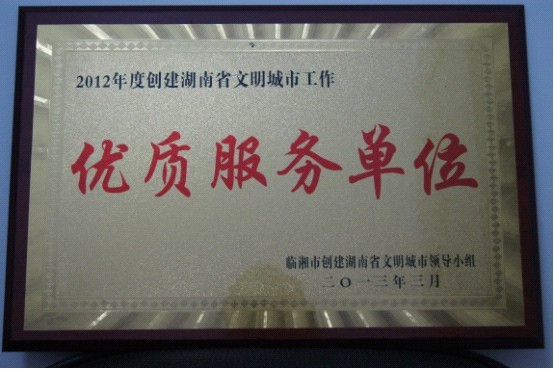 2012年度创建湖南省文明城市工作
优质服务单位
临湘市创建湖南省文明城市领导小组
二〇一三年三月